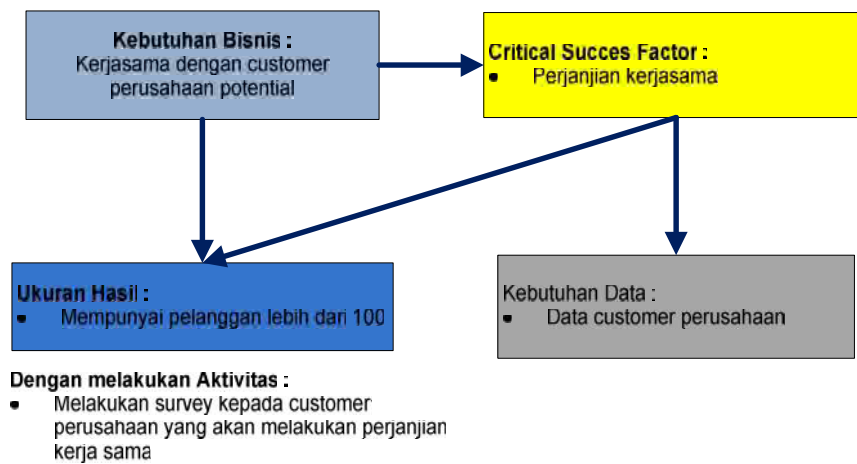 Kebutuhan Bisnis :
Kerjasama dengan customer
perusahaan potential
Critical Succes Factor :
• Perjanjian kerjasama
Ukuran Hasil :
• Mempunyai pelanggan lebih dari 100
Kebutuhan Data :
• Data customer perusahaan
Dengan melakukan Aktivitas :
• Melakukan survey kepada customer
perusahaan yang akan melakukan perjanjian
kerja sama